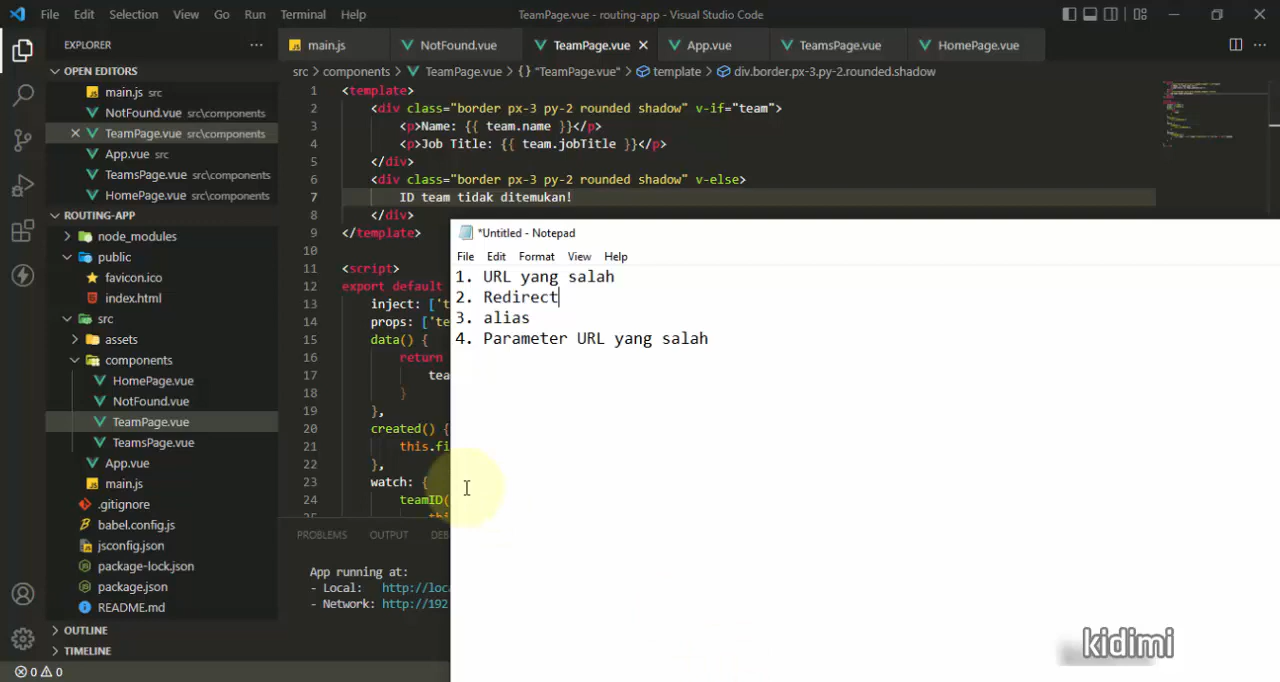 File Edit Selection View Go Run Terminal Help TeamPage.vue - routing-app - Visual Studio Code
EXPLORER
OPEN EDITORS
main.js src
NotFound.vue src\components
TeamPage.vue src\components
App.vue src
TeamsPage.vue src\components
HomePage.vue src\components
ROUTING-APP
node_modules
public
favicon.ico
index.html
src
assets
components
HomePage.vue
NotFound.vue
TeamPage.vue
TeamsPage.vue
App.vue
main.js
.gitignore
babel.config.js
jsconfig.json
package-lock.json
package.json
README.md
OUTLINE
TIMELINE
0 0
main.js NotFound.vue TeamPage.vue App.vue TeamsPage.vue HomePage.vue
src > components > TeamPage.vue > {} "TeamPage.vue" > template > div.border.px-3.py-2.rounded.shadow
1 <template>
2 <div class="border px-3 py-2 rounded shadow" v-if="team">
3 <p>Name: {{ team.name }}</p>
4 <p>Job Title: {{ team.jobTitle }}</p>
5 </div>
6 <div class="border px-3 py-2 rounded shadow" v-else>
7 ID team tidak ditemukan!
8 </div>
9 </template>
10
11 <script>
12 export default
13 inject: ['t
14 props: ['te
15 data() {
16 return
17 tea
18 }
19 },
20 created() {
21 this.fi
22 },
23 watch: {
24 teamID(
PROBLEMS OUTPUT DEB
App running at:
- Local: http://loca
- Network: http://192
*Untitled - Notepad
File Edit Format View Help
1. URL yang salah
2. Redirect
3. alias
4. Parameter URL yang salah
kidimi